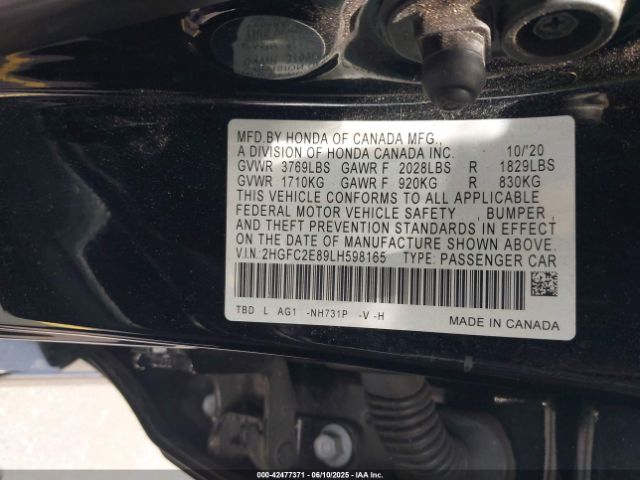 MFD.BY HONDA OF CANADA MFG.,
A DIVISION OF HONDA CANADA INC. 10/'20
GVWR 3769LBS GAWR F 2028LBS R 1829LBS
GVWR 1710KG GAWR F 920KG R 830KG
THIS VEHICLE CONFORMS TO ALL APPLICABLE
FEDERAL MOTOR VEHICLE SAFETY , BUMPER ,
AND THEFT PREVENTION STANDARDS IN EFFECT
ON THE DATE OF MANUFACTURE SHOWN ABOVE.
V.I.N.:2HGFC2E89LH598165 TYPE: PASSENGER CAR
TBD L AG1 -NH731P -V -H
MADE IN CANADA
000-42477371 - 06/10/2025 - IAA Inc.